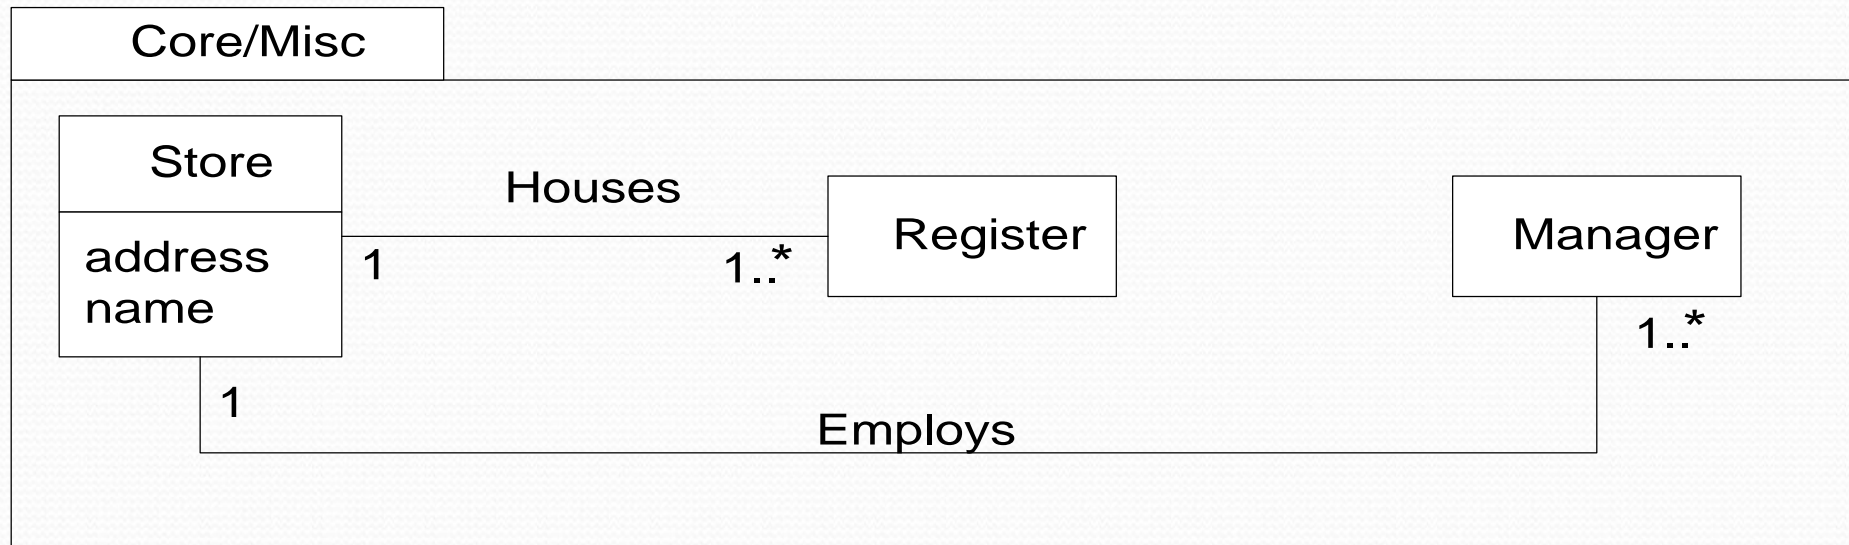 Core/Misc
Store
address
name
Houses
1
1..*
Register
Manager
1..*
1
Employs